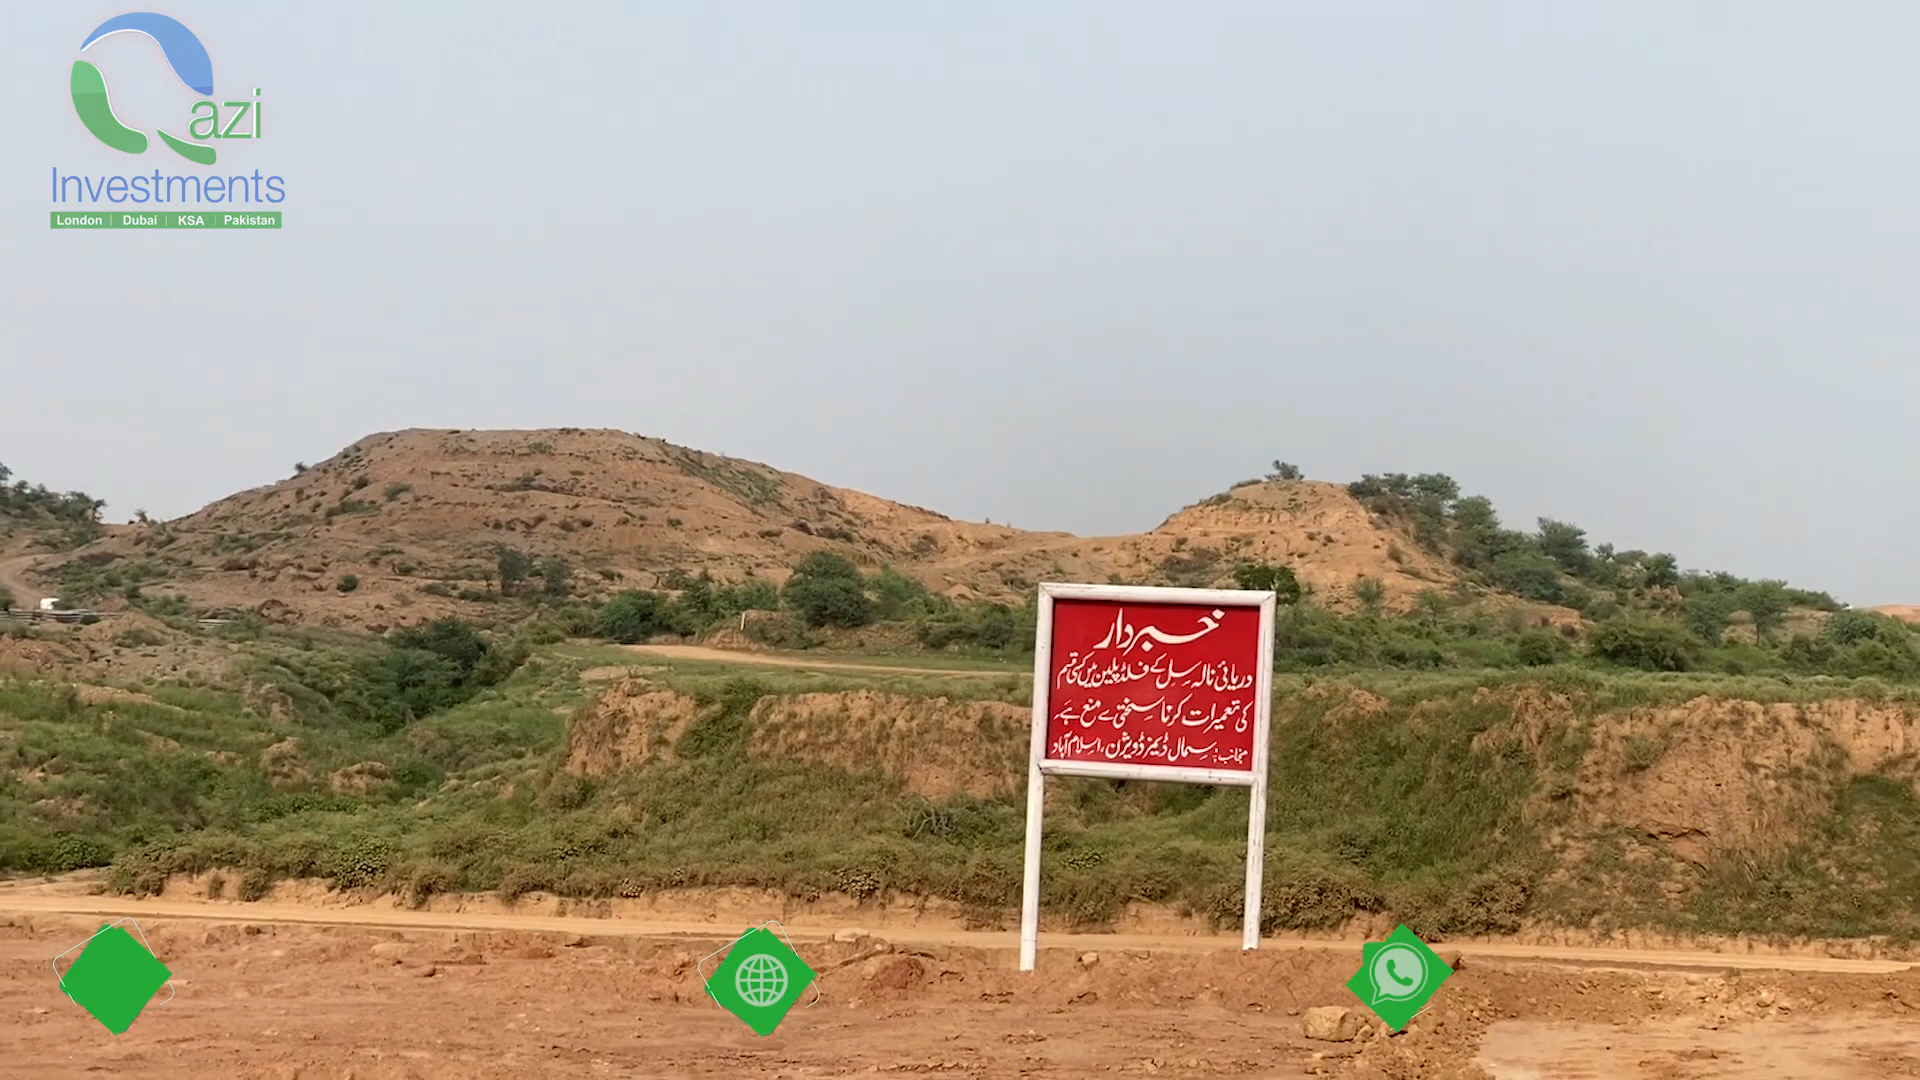 Qazi
Investments
London | Dubai | KSA | Pakistan
خبردار
دریائی نالہ سِل کے فلڈ پلین میں کسی قسم
کی تعمیرات کرنا سختی سے منع ہے۔
منجانب: سمال ڈیمز ڈویژن، اسلام آباد